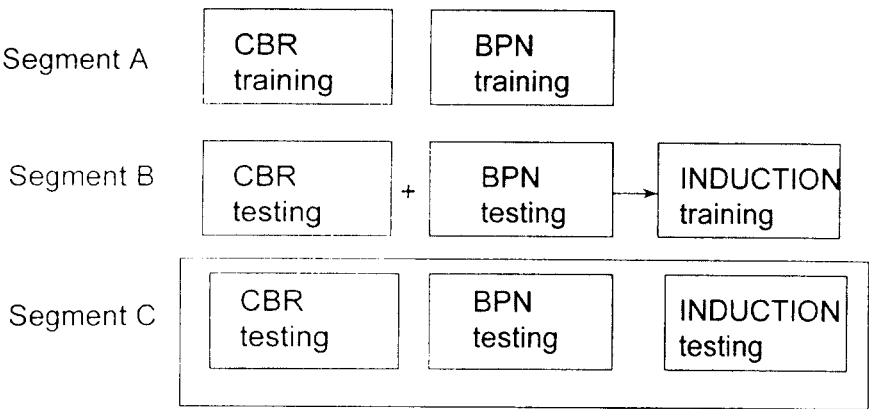 Segment A
CBR
training
BPN
training
Segment B
CBR
testing
+
BPN
testing
INDUCTION
training
Segment C
CBR
testing
BPN
testing
INDUCTION
testing